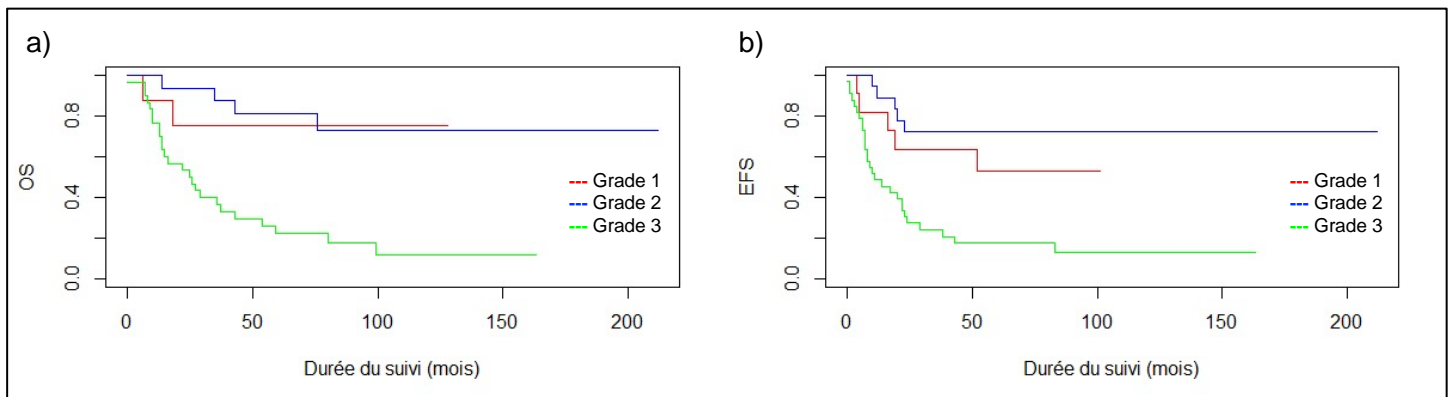 a)
OS
0.8
0.4
0.0
Grade 1
Grade 2
Grade 3
0 50 100 150 200
Durée du suivi (mois)
b)
EFS
0.8
0.4
0.0
Grade 1
Grade 2
Grade 3
0 50 100 150 200
Durée du suivi (mois)